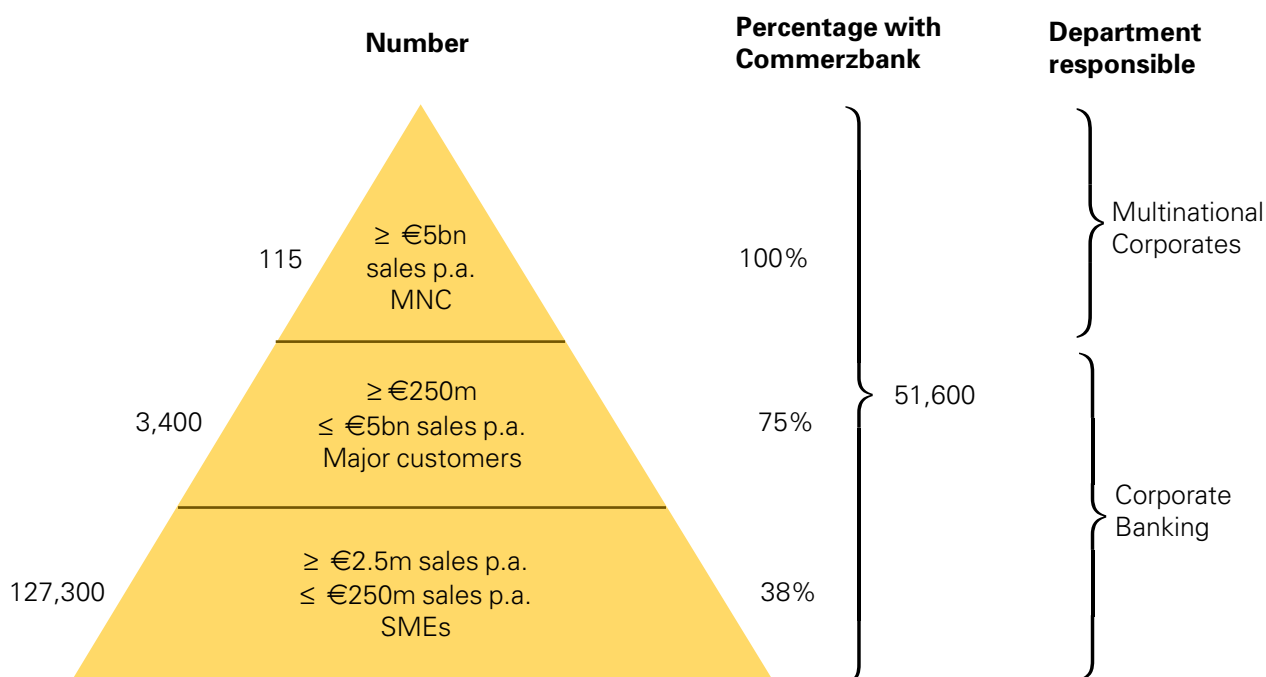 Number
Percentage with
Commerzbank
Department
responsible
115
≥ €5bn
sales p.a.
MNC
100%
Multinational
Corporates
3,400
≥ €250m
≤ €5bn sales p.a.
Major customers
75%
51,600
127,300
≥ €2.5m sales p.a.
≤ €250m sales p.a.
SMEs
38%
Corporate
Banking